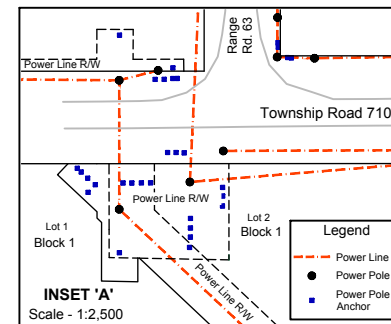 Range
Rd. 63
Power Line R/W
Township Road 710
Power Line R/W
Lot 1
Block 1
Lot 2
Block 1
Power Line R/W
INSET 'A'
Scale - 1:2,500
Legend
Power Line
Power Pole
Power Pole
Anchor